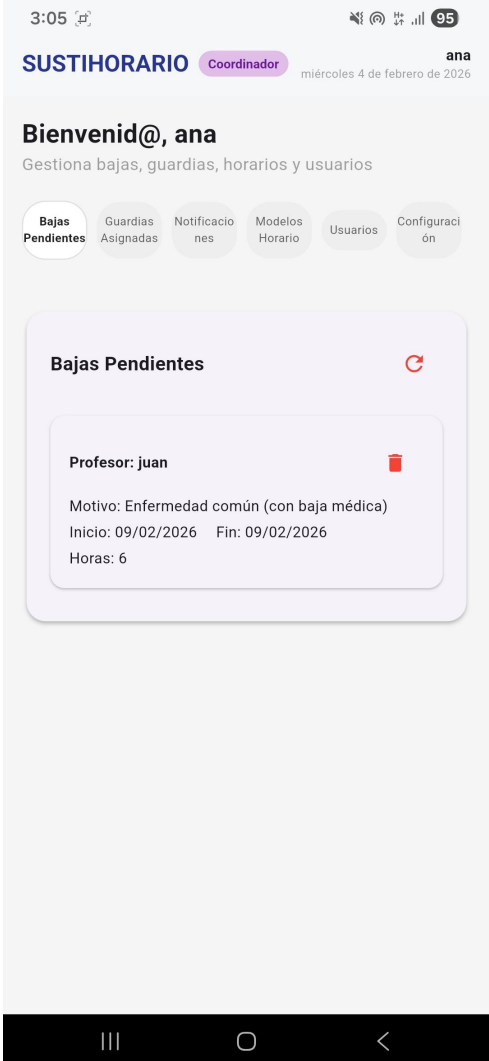 3:05
95
SUSTIHORARIO
Coordinador
ana
miércoles 4 de febrero de 2026
Bienvenid@, ana
Gestiona bajas, guardias, horarios y usuarios
Bajas
Pendientes
Guardias
Asignadas
Notificacio
nes
Modelos
Horario
Usuarios
Configuraci
ón
Bajas Pendientes
Profesor: juan
Motivo: Enfermedad común (con baja médica)
Inicio: 09/02/2026 Fin: 09/02/2026
Horas: 6